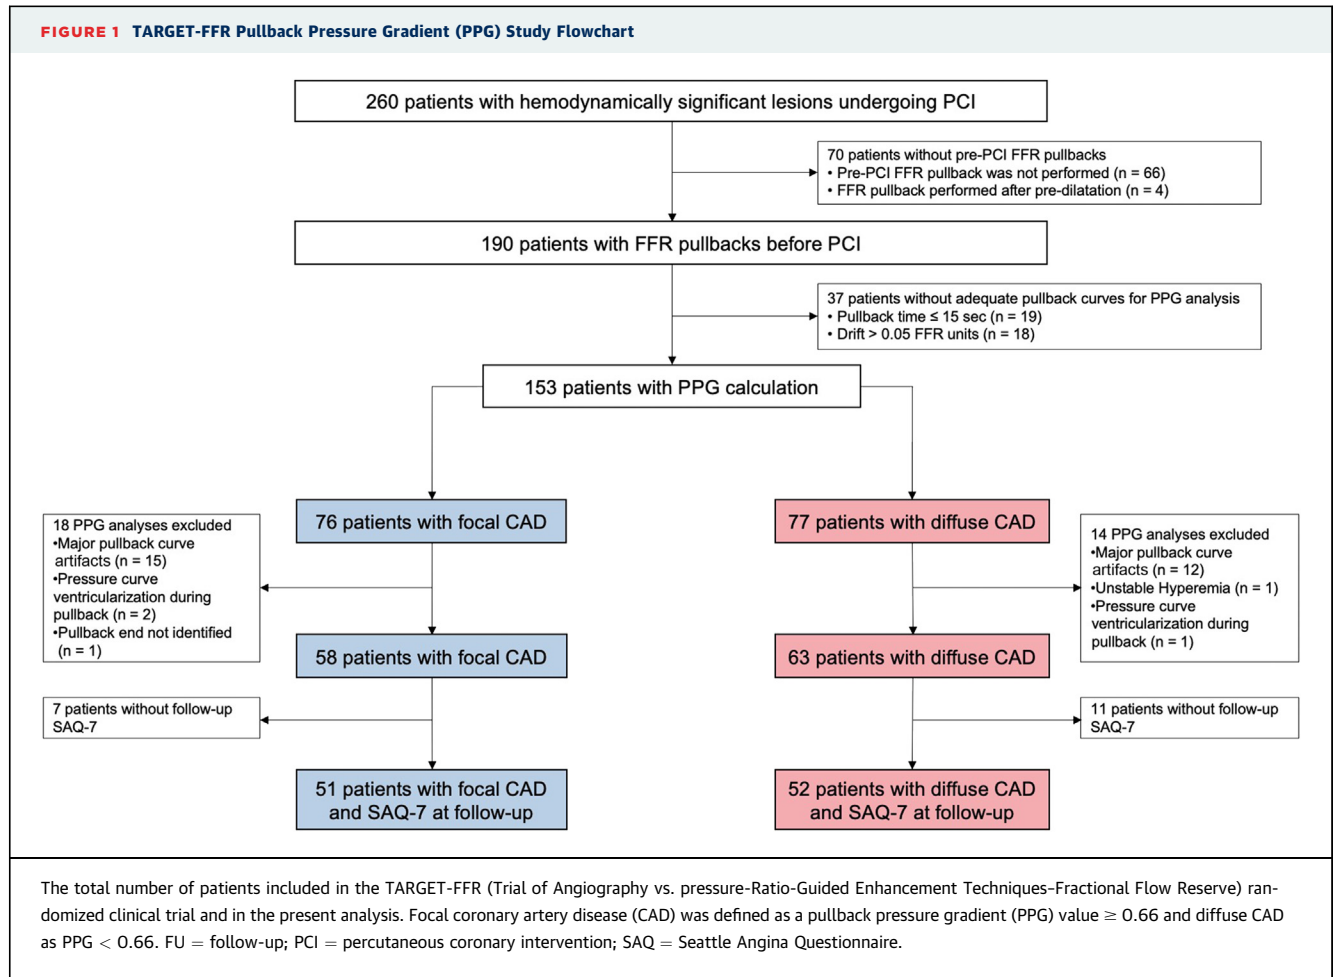 FIGURE 1 TARGET-FFR Pullback Pressure Gradient (PPG) Study Flowchart
260 patients with hemodynamically significant lesions undergoing PCI
70 patients without pre-PCI FFR pullbacks
• Pre-PCI FFR pullback was not performed (n = 66)
• FFR pullback performed after pre-dilatation (n = 4)
190 patients with FFR pullbacks before PCI
37 patients without adequate pullback curves for PPG analysis
• Pullback time ≤ 15 sec (n = 19)
• Drift > 0.05 FFR units (n = 18)
153 patients with PPG calculation
76 patients with focal CAD
77 patients with diffuse CAD
18 PPG analyses excluded
•Major pullback curve
artifacts (n = 15)
•Pressure curve
ventricularization during
pullback (n = 2)
•Pullback end not identified
(n = 1)
14 PPG analyses excluded
•Major pullback curve
artifacts (n = 12)
•Unstable Hyperemia (n = 1)
•Pressure curve
ventricularization during
pullback (n = 1)
58 patients with focal CAD
63 patients with diffuse CAD
7 patients without follow-up
SAQ-7
11 patients without follow-up
SAQ-7
51 patients with focal CAD
and SAQ-7 at follow-up
52 patients with diffuse CAD
and SAQ-7 at follow-up
The total number of patients included in the TARGET-FFR (Trial of Angiography vs. pressure-Ratio-Guided Enhancement Techniques–Fractional Flow Reserve) ran-
domized clinical trial and in the present analysis. Focal coronary artery disease (CAD) was defined as a pullback pressure gradient (PPG) value ≥ 0.66 and diffuse CAD
as PPG < 0.66. FU = follow-up; PCI = percutaneous coronary intervention; SAQ = Seattle Angina Questionnaire.